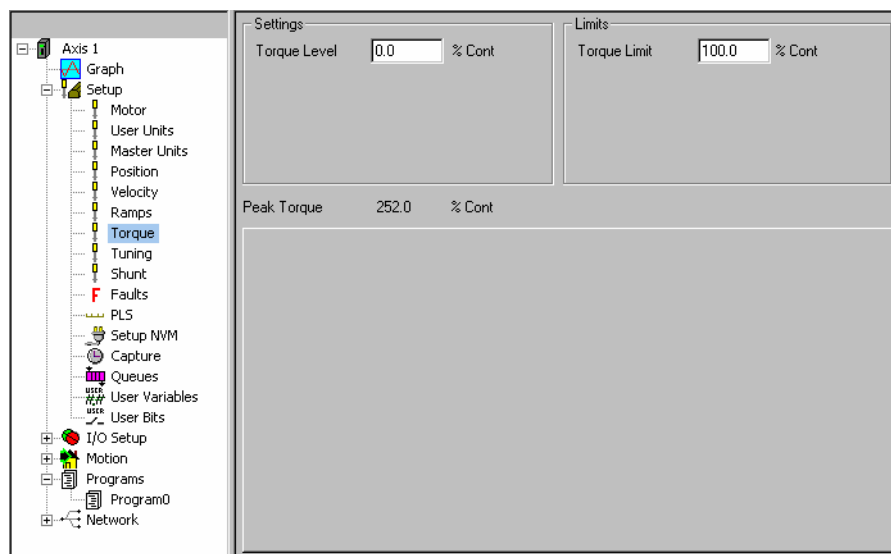 Axis 1
Graph
Setup
Motor
User Units
Master Units
Position
Velocity
Ramps
Torque
Tuning
Shunt
F Faults
PLS
Setup NVM
Capture
Queues
USER
#.# User Variables
USER
User Bits
I/O Setup
Motion
Programs
Program0
Network
Settings
Torque Level 0.0 % Cont
Limits
Torque Limit 100.0 % Cont
Peak Torque 252.0 % Cont